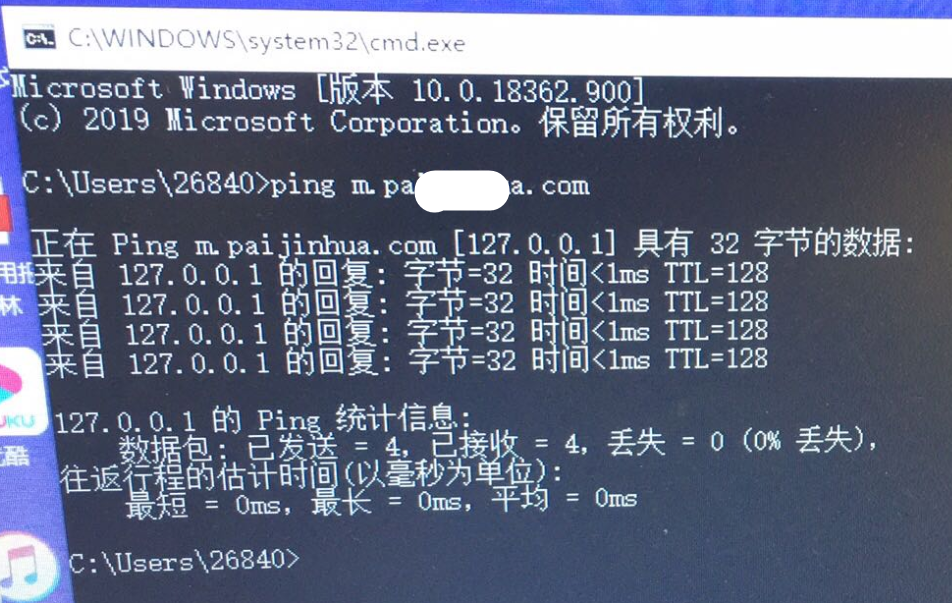 C:\WINDOWS\system32\cmd.exe
Microsoft Windows [版本 10.0.18362.900]
(c) 2019 Microsoft Corporation。保留所有权利。
C:\Users\26840>ping m.pa a.com
正在 Ping m.paijinhua.com [127.0.0.1] 具有 32 字节的数据:
来自 127.0.0.1 的回复: 字节=32 时间<1ms TTL=128
来自 127.0.0.1 的回复: 字节=32 时间<1ms TTL=128
来自 127.0.0.1 的回复: 字节=32 时间<1ms TTL=128
来自 127.0.0.1 的回复: 字节=32 时间<1ms TTL=128
127.0.0.1 的 Ping 统计信息:
数据包: 已发送 = 4，已接收 = 4，丢失 = 0 (0% 丢失)，
往返行程的估计时间(以毫秒为单位):
最短 = 0ms，最长 = 0ms，平均 = 0ms
C:\Users\26840>
用托
林
UKU
酷